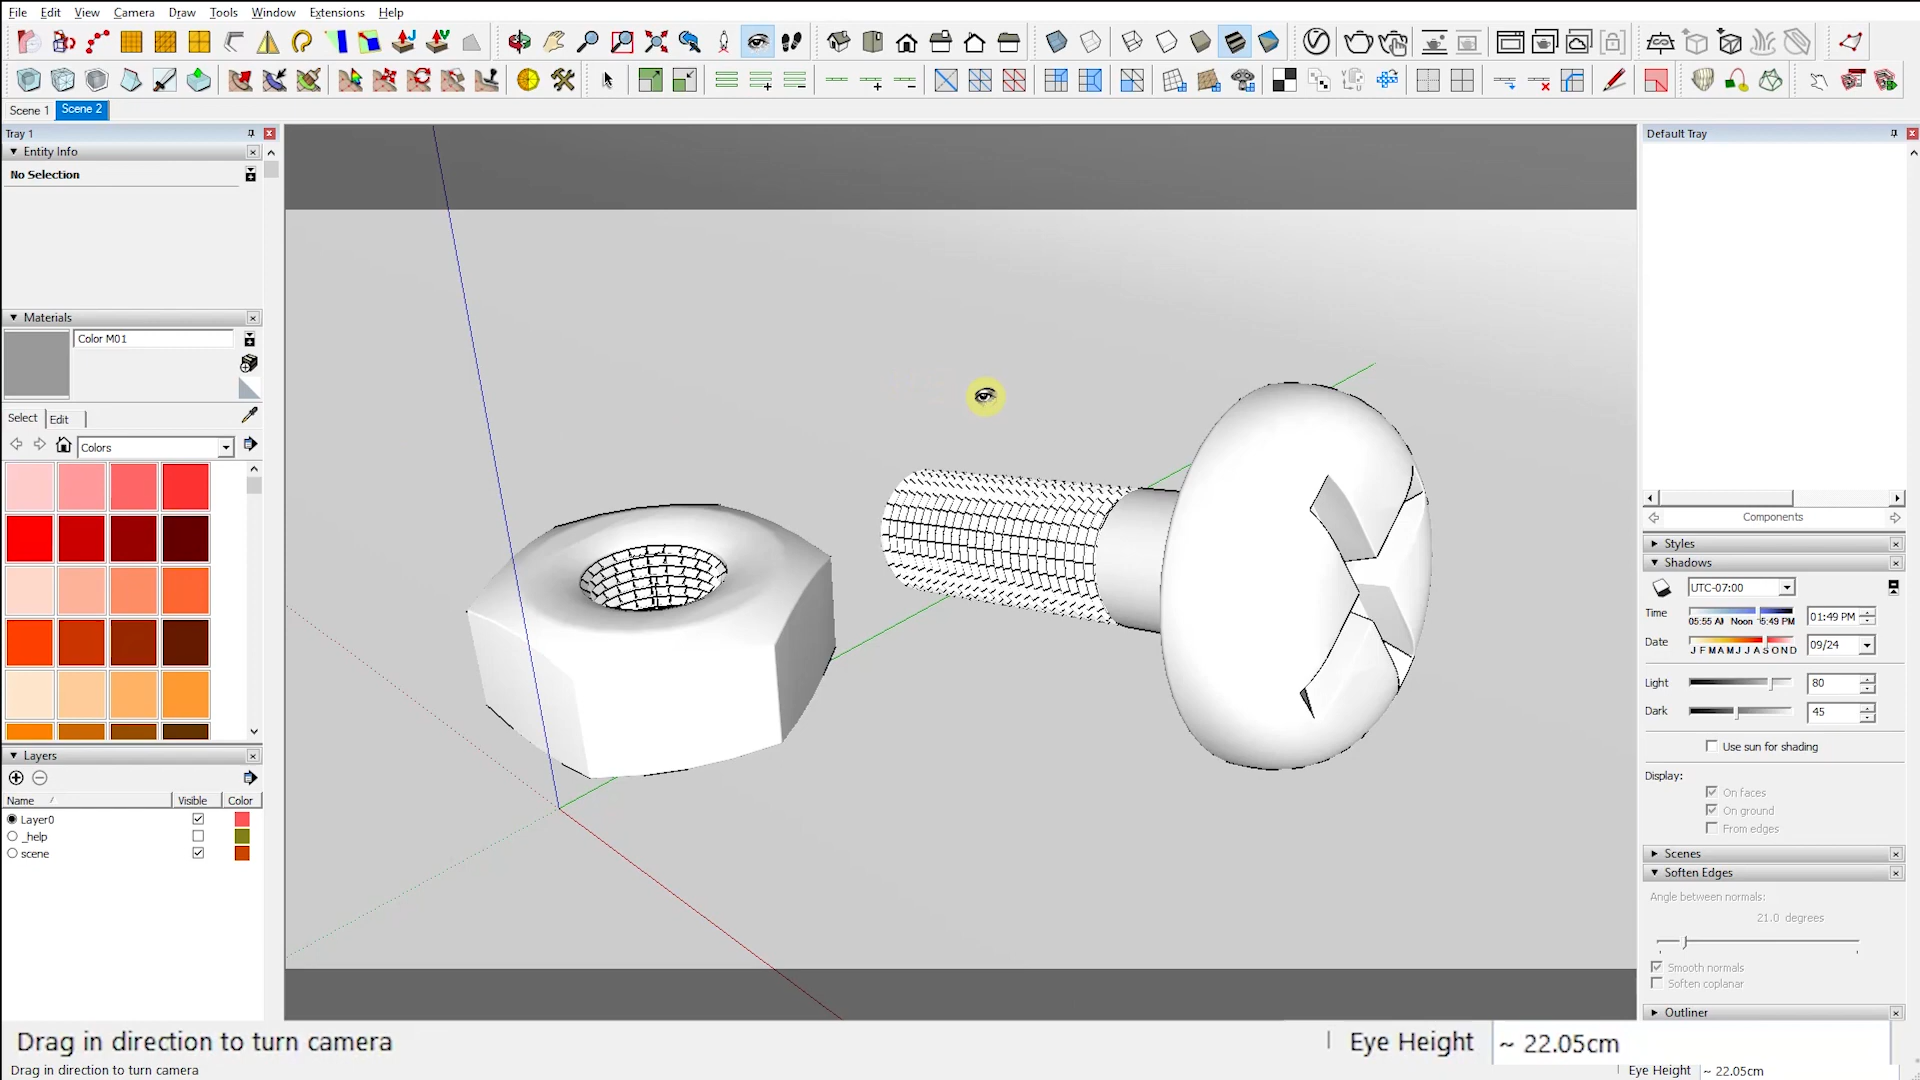 File Edit View Camera Draw Tools Window Extensions Help
Scene 1 Scene 2
Tray 1
Entity Info
No Selection
Materials
Color M01
Select Edit
Colors
Layers
Name Visible Color
Layer0
_help
scene
Default Tray
Components
Styles
Shadows
UTC-07:00
Time 05:55 AM Noon 5:49 PM 01:49 PM
Date J F M A M J J A S O N D 09/24
Light 80
Dark 45
Use sun for shading
Display:
On faces
On ground
From edges
Scenes
Soften Edges
Angle between normals:
21.0 degrees
Smooth normals
Soften coplanar
Outliner
Drag in direction to turn camera Eye Height ~ 22.05cm
Drag in direction to turn camera Eye Height ~ 22.05cm